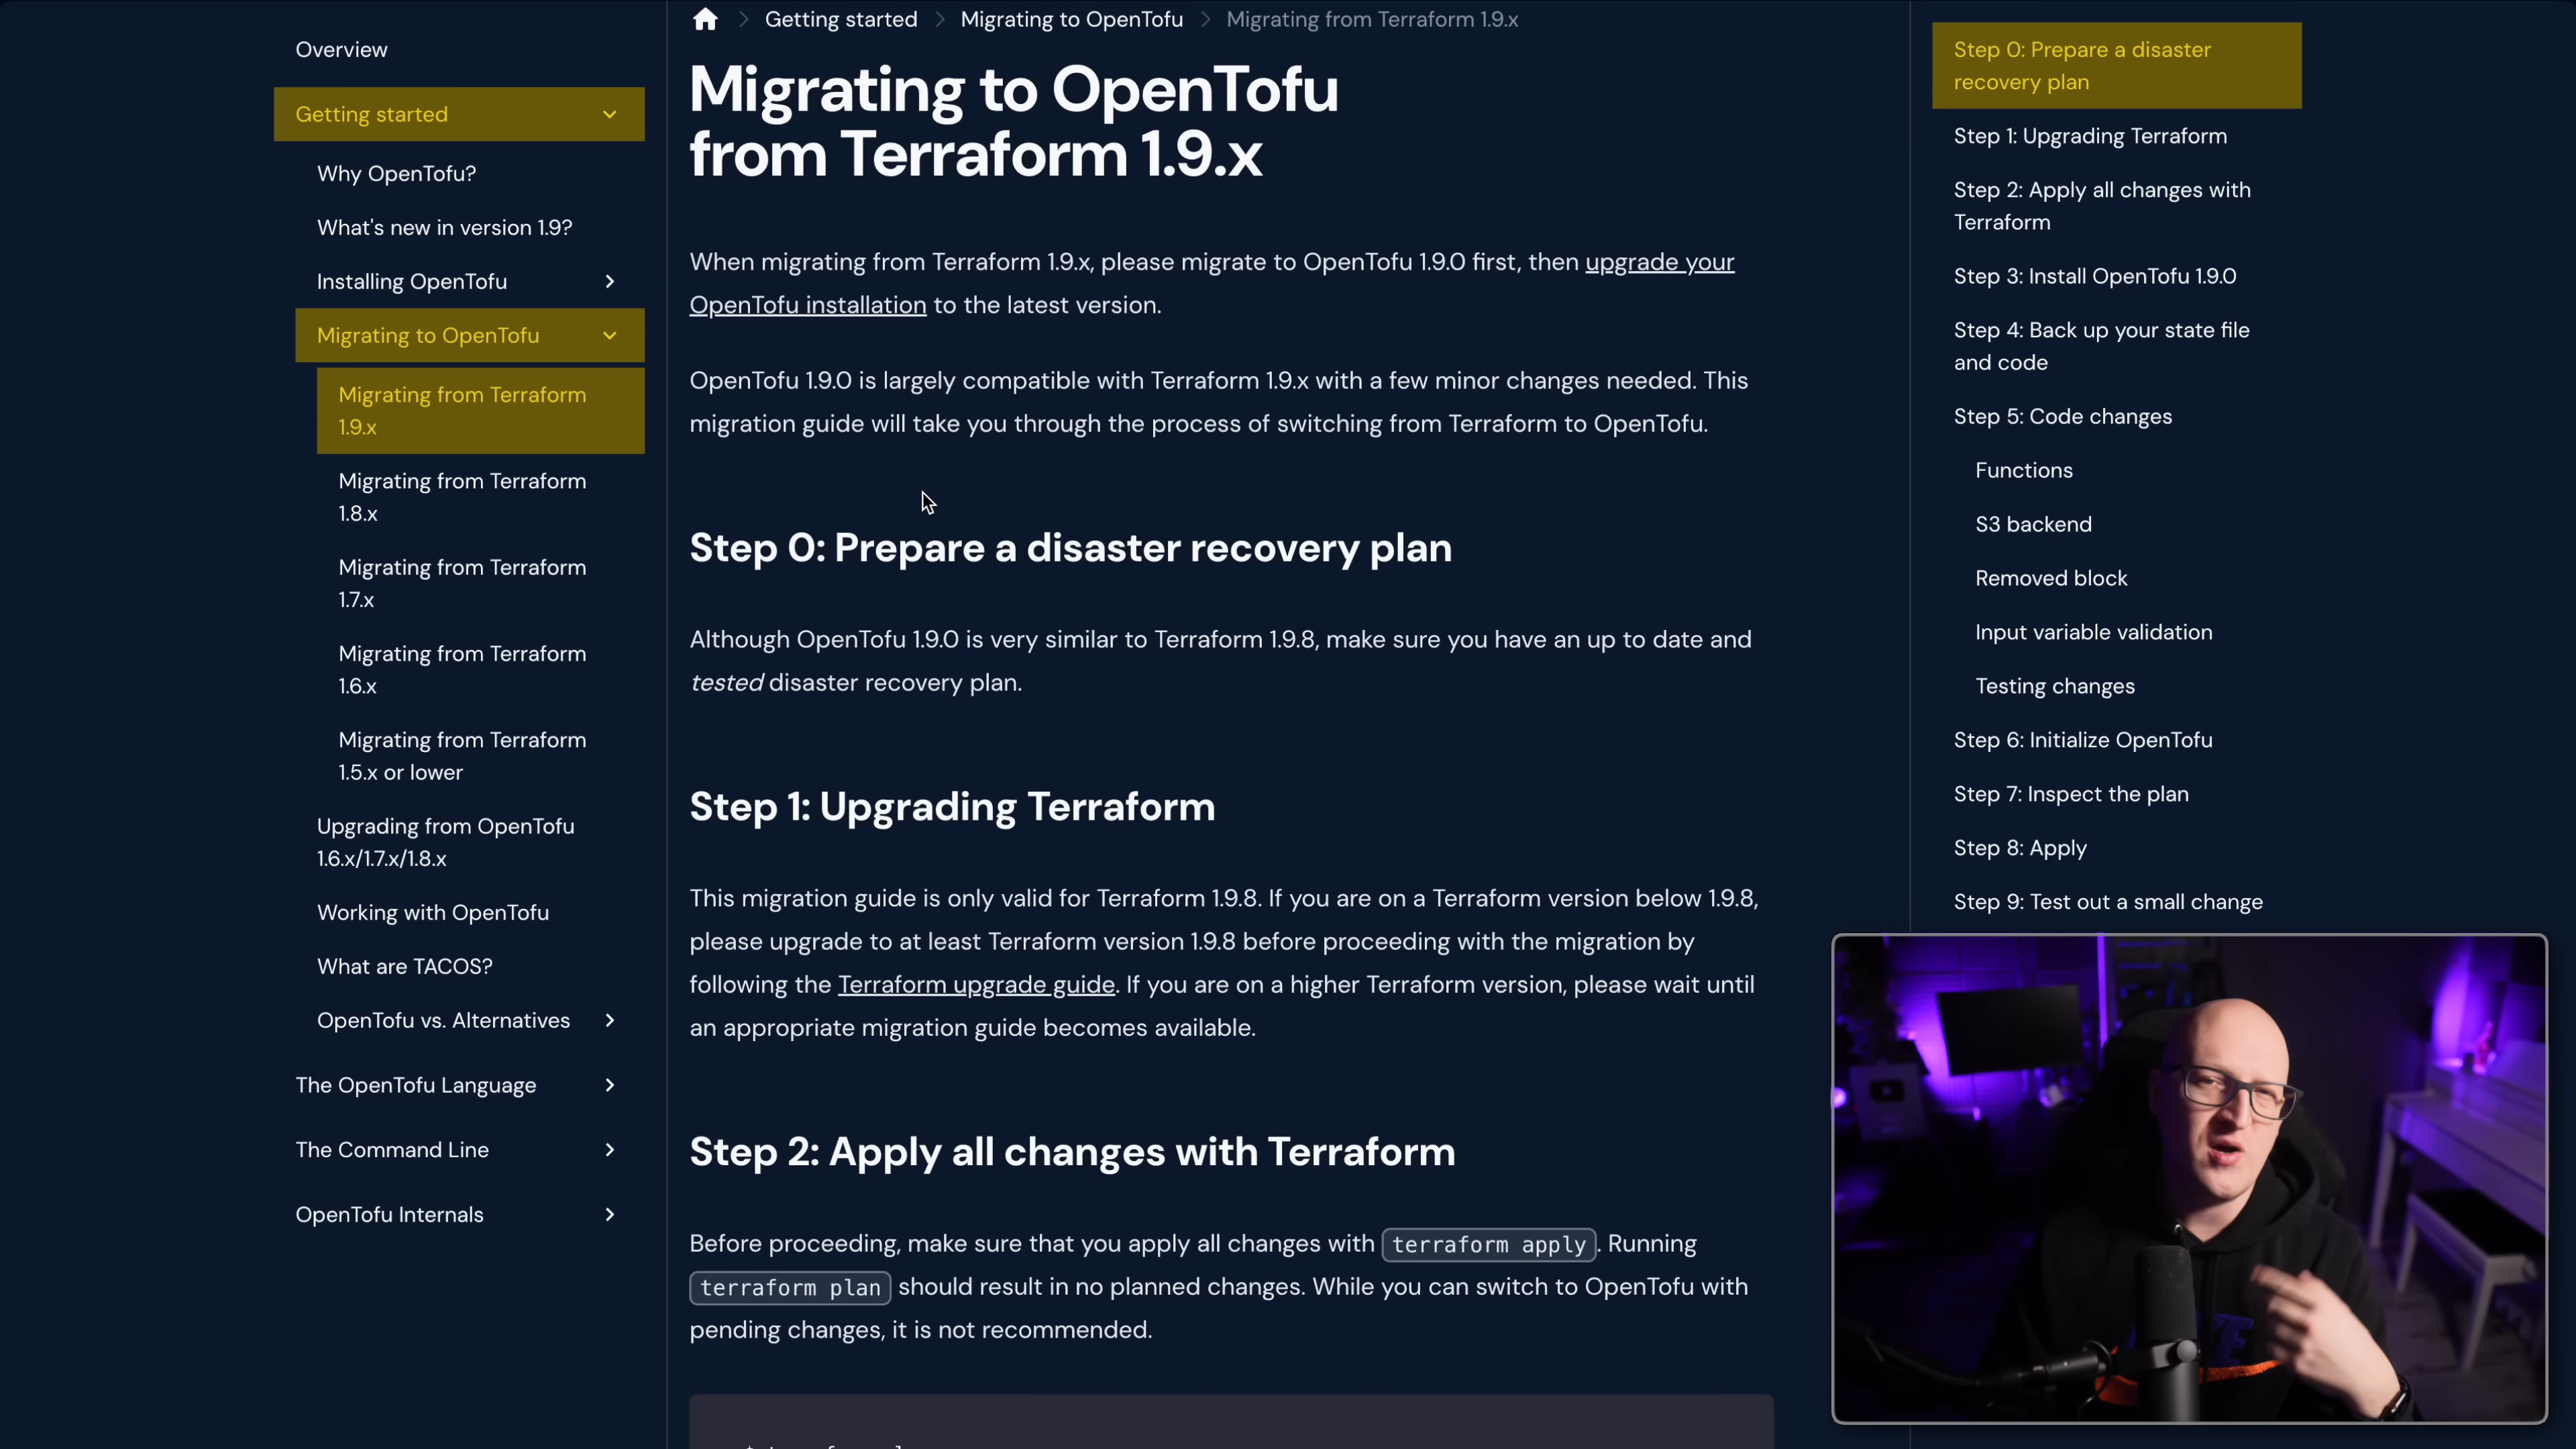 Overview
Getting started
Why OpenTofu?
What's new in version 1.9?
Installing OpenTofu
Migrating to OpenTofu
Migrating from Terraform
1.9.x
Migrating from Terraform
1.8.x
Migrating from Terraform
1.7.x
Migrating from Terraform
1.6.x
Migrating from Terraform
1.5.x or lower
Upgrading from OpenTofu
1.6.x/1.7.x/1.8.x
Working with OpenTofu
What are TACOS?
OpenTofu vs. Alternatives
The OpenTofu Language
The Command Line
OpenTofu Internals
Getting started Migrating to OpenTofu Migrating from Terraform 1.9.x
Migrating to OpenTofu
from Terraform 1.9.x
When migrating from Terraform 1.9.x, please migrate to OpenTofu 1.9.0 first, then upgrade your
OpenTofu installation to the latest version.
OpenTofu 1.9.0 is largely compatible with Terraform 1.9.x with a few minor changes needed. This
migration guide will take you through the process of switching from Terraform to OpenTofu.
Step 0: Prepare a disaster recovery plan
Although OpenTofu 1.9.0 is very similar to Terraform 1.9.8, make sure you have an up to date and
tested disaster recovery plan.
Step 1: Upgrading Terraform
This migration guide is only valid for Terraform 1.9.8. If you are on a Terraform version below 1.9.8,
please upgrade to at least Terraform version 1.9.8 before proceeding with the migration by
following the Terraform upgrade guide. If you are on a higher Terraform version, please wait until
an appropriate migration guide becomes available.
Step 2: Apply all changes with Terraform
Before proceeding, make sure that you apply all changes with terraform apply. Running
terraform plan should result in no planned changes. While you can switch to OpenTofu with
pending changes, it is not recommended.
Step 0: Prepare a disaster
recovery plan
Step 1: Upgrading Terraform
Step 2: Apply all changes with
Terraform
Step 3: Install OpenTofu 1.9.0
Step 4: Back up your state file
and code
Step 5: Code changes
Functions
S3 backend
Removed block
Input variable validation
Testing changes
Step 6: Initialize OpenTofu
Step 7: Inspect the plan
Step 8: Apply
Step 9: Test out a small change